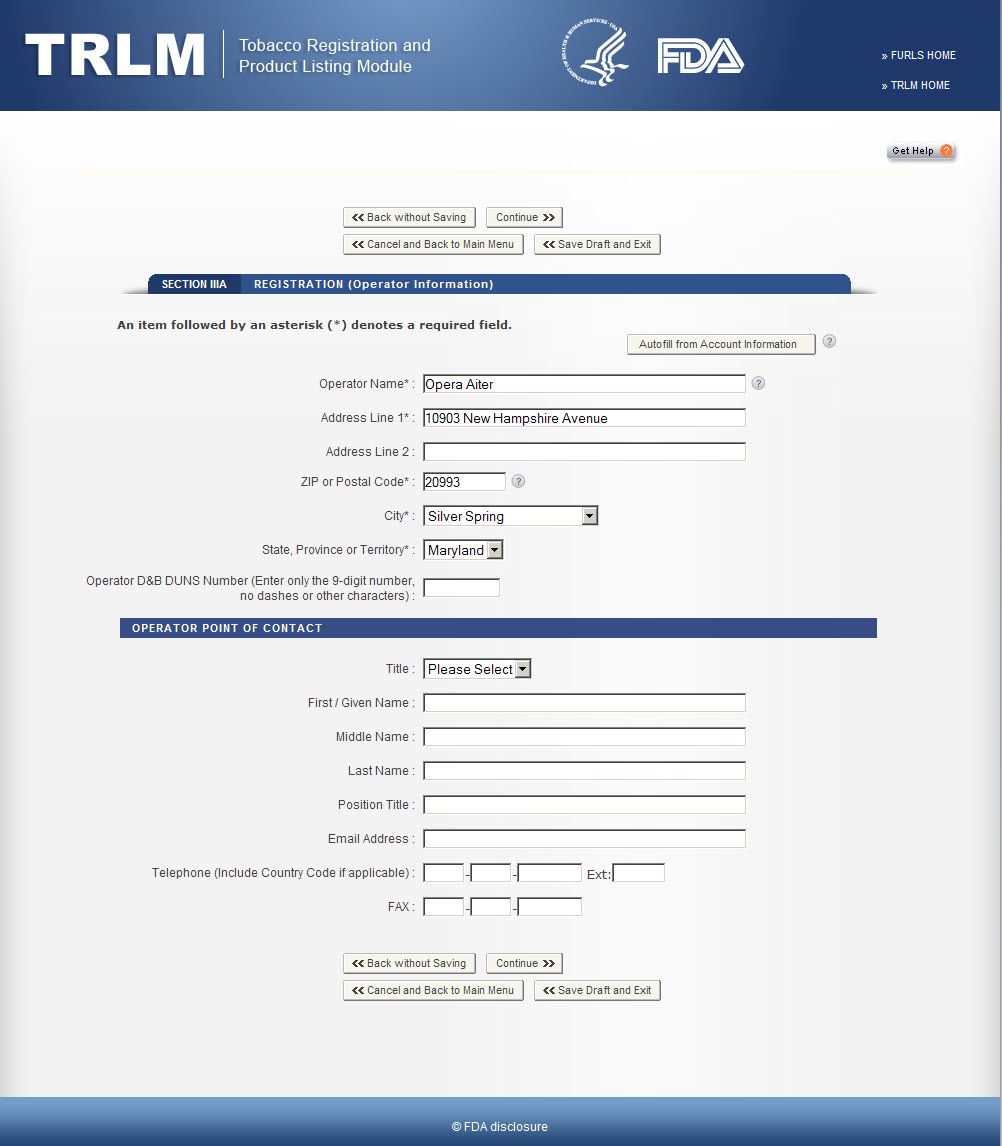 TRLM
Tobacco Registration and
Product Listing Module
DEPARTMENT OF HEALTH & HUMAN SERVICES · USA
FDA
» FURLS HOME
» TRLM HOME
Get Help ?
<< Back without Saving Continue >>
<< Cancel and Back to Main Menu << Save Draft and Exit
SECTION IIIA REGISTRATION (Operator Information)
An item followed by an asterisk (*) denotes a required field.
Autofill from Account Information ?
Operator Name* : Opera Aiter ?
Address Line 1* : 10903 New Hampshire Avenue
Address Line 2 :
ZIP or Postal Code* : 20993 ?
City* : Silver Spring
State, Province or Territory* : Maryland
Operator D&B DUNS Number (Enter only the 9-digit number,
no dashes or other characters) :
OPERATOR POINT OF CONTACT
Title : Please Select
First / Given Name :
Middle Name :
Last Name :
Position Title :
Email Address :
Telephone (Include Country Code if applicable) : - - Ext:
FAX : - -
<< Back without Saving Continue >>
<< Cancel and Back to Main Menu << Save Draft and Exit
© FDA disclosure